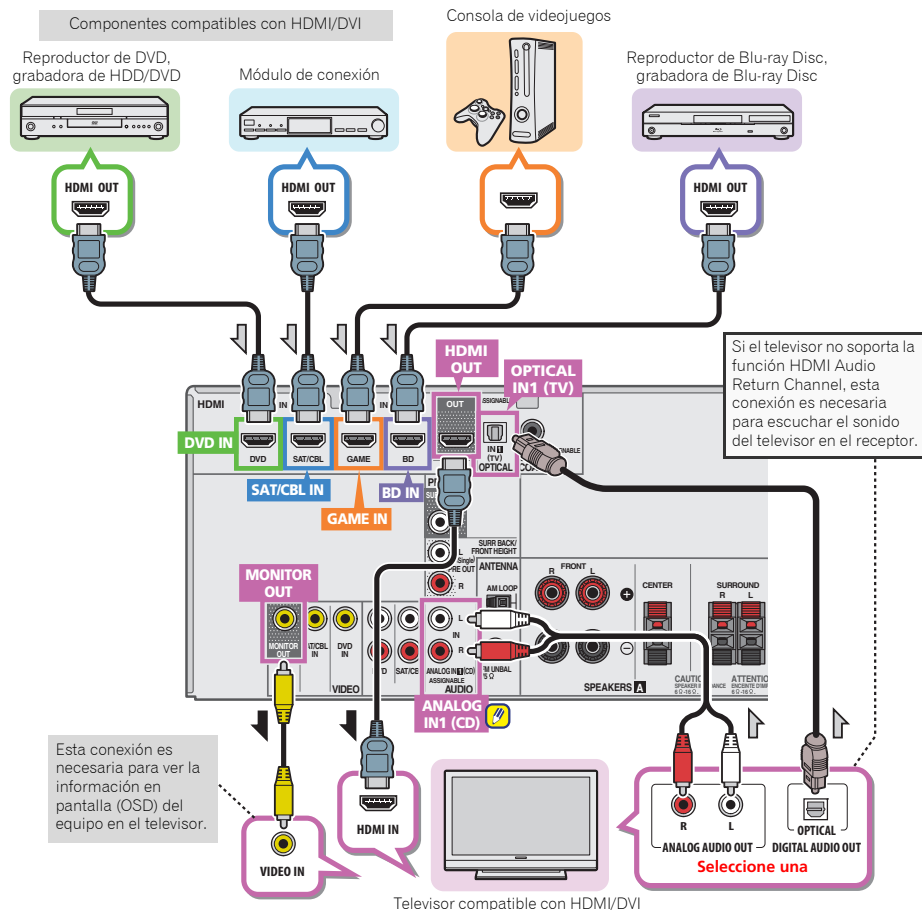 Componentes compatibles con HDMI/DVI
Consola de videojuegos
Reproductor de DVD,
grabadora de HDD/DVD
Módulo de conexión
Reproductor de Blu-ray Disc,
grabadora de Blu-ray Disc
HDMI OUT
HDMI OUT
HDMI OUT
Si el televisor no soporta la
función HDMI Audio
Return Channel, esta
conexión es necesaria
para escuchar el sonido
del televisor en el receptor.
HDMI
OUT
OPTICAL
IN1 (TV)
HDMI
IN
IN
OUT
DVD IN
DVD
SAT/CBL
GAME
BD
IN 1
(TV)
OPTICAL
SAT/CBL IN
BD IN
GAME IN
SURR BACK/
FRONT HEIGHT
L
(Single)
PRE OUT
R
ANTENNA
AM LOOP
R FRONT L
CENTER
SURROUND
R L
MONITOR
OUT
MONITOR
OUT
IN
DVD
IN
VIDEO
L
IN
R
SAT/CBL
ANALOG IN 1 (CD)
ASSIGNABLE
AUDIO
FM UNBAL
75 Ω
SPEAKERS A
ANALOG
IN1 (CD)
Esta conexión es
necesaria para ver la
información en
pantalla (OSD) del
equipo en el televisor.
VIDEO IN
HDMI IN
R L
ANALOG AUDIO OUT
OPTICAL
DIGITAL AUDIO OUT
Seleccione una
Televisor compatible con HDMI/DVI